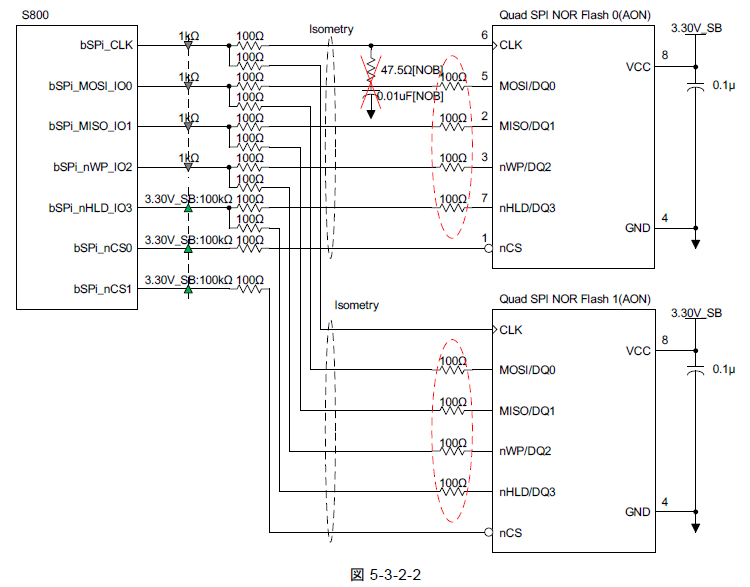 S800
Quad SPI NOR Flash 0(AON)
Isometry
3.30V_SB
1kΩ
100Ω
bSPi_CLK
6
CLK
100Ω
VCC
8
47.5Ω[NOB]
1kΩ
100Ω
100Ω
5
bSPi_MOSI_IO0
MOSI/DQ0
0.1μ
100Ω
0.01uF[NOB]
1kΩ
100Ω
100Ω
2
bSPi_MISO_IO1
MISO/DQ1
100Ω
1kΩ
100Ω
100Ω
3
bSPi_nWP_IO2
nWP/DQ2
100Ω
3.30V_SB:100kΩ
100Ω
100Ω
7
bSPi_nHLD_IO3
nHLD/DQ3
100Ω
GND
4
3.30V_SB:100kΩ
100Ω
1
bSPi_nCS0
nCS
3.30V_SB:100kΩ
100Ω
bSPi_nCS1
Isometry
Quad SPI NOR Flash 1(AON)
3.30V_SB
CLK
VCC
8
100Ω
MOSI/DQ0
0.1μ
100Ω
MISO/DQ1
100Ω
nWP/DQ2
100Ω
nHLD/DQ3
GND
4
nCS
図 5-3-2-2